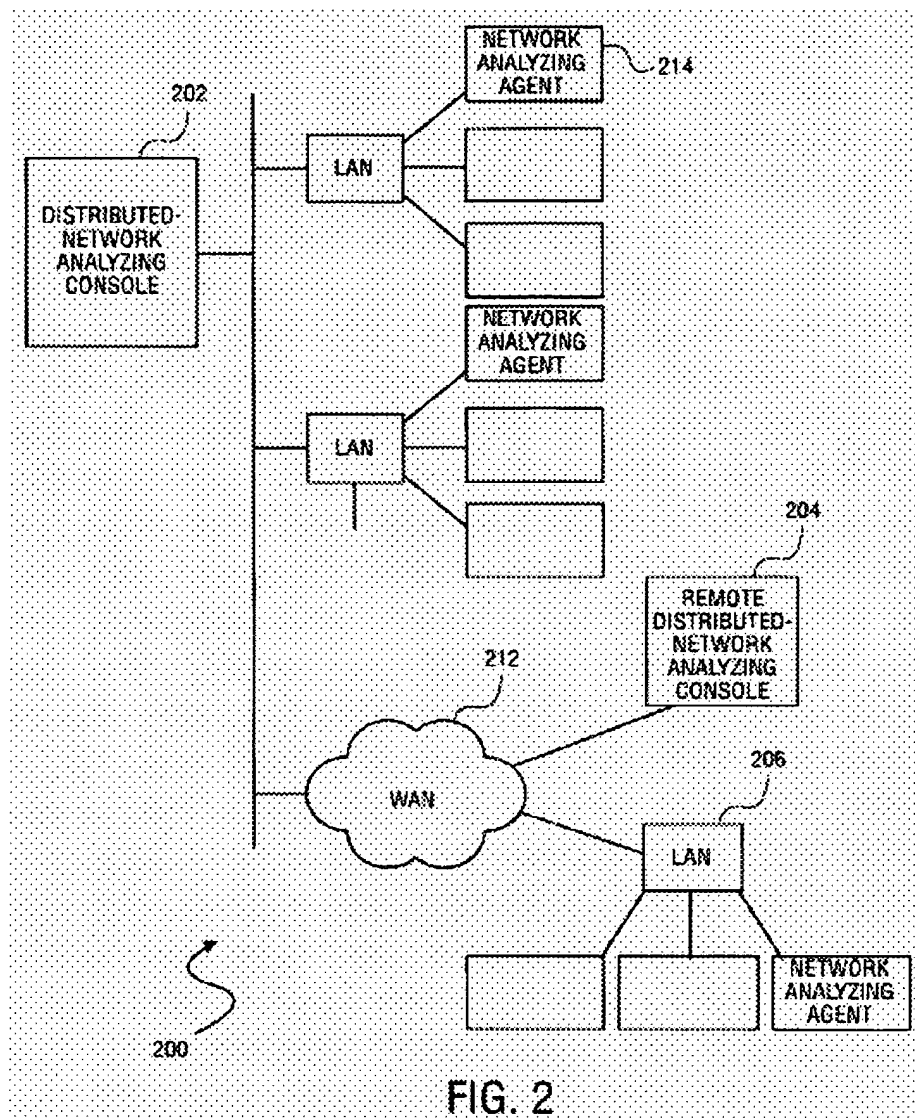 NETWORK
ANALYZING
AGENT
214
202
LAN
DISTRIBUTED-
NETWORK
ANALYZING
CONSOLE
NETWORK
ANALYZING
AGENT
LAN
204
REMOTE
DISTRIBUTED-
NETWORK
ANALYZING
CONSOLE
212
WAN
206
LAN
NETWORK
ANALYZING
AGENT
200
FIG. 2